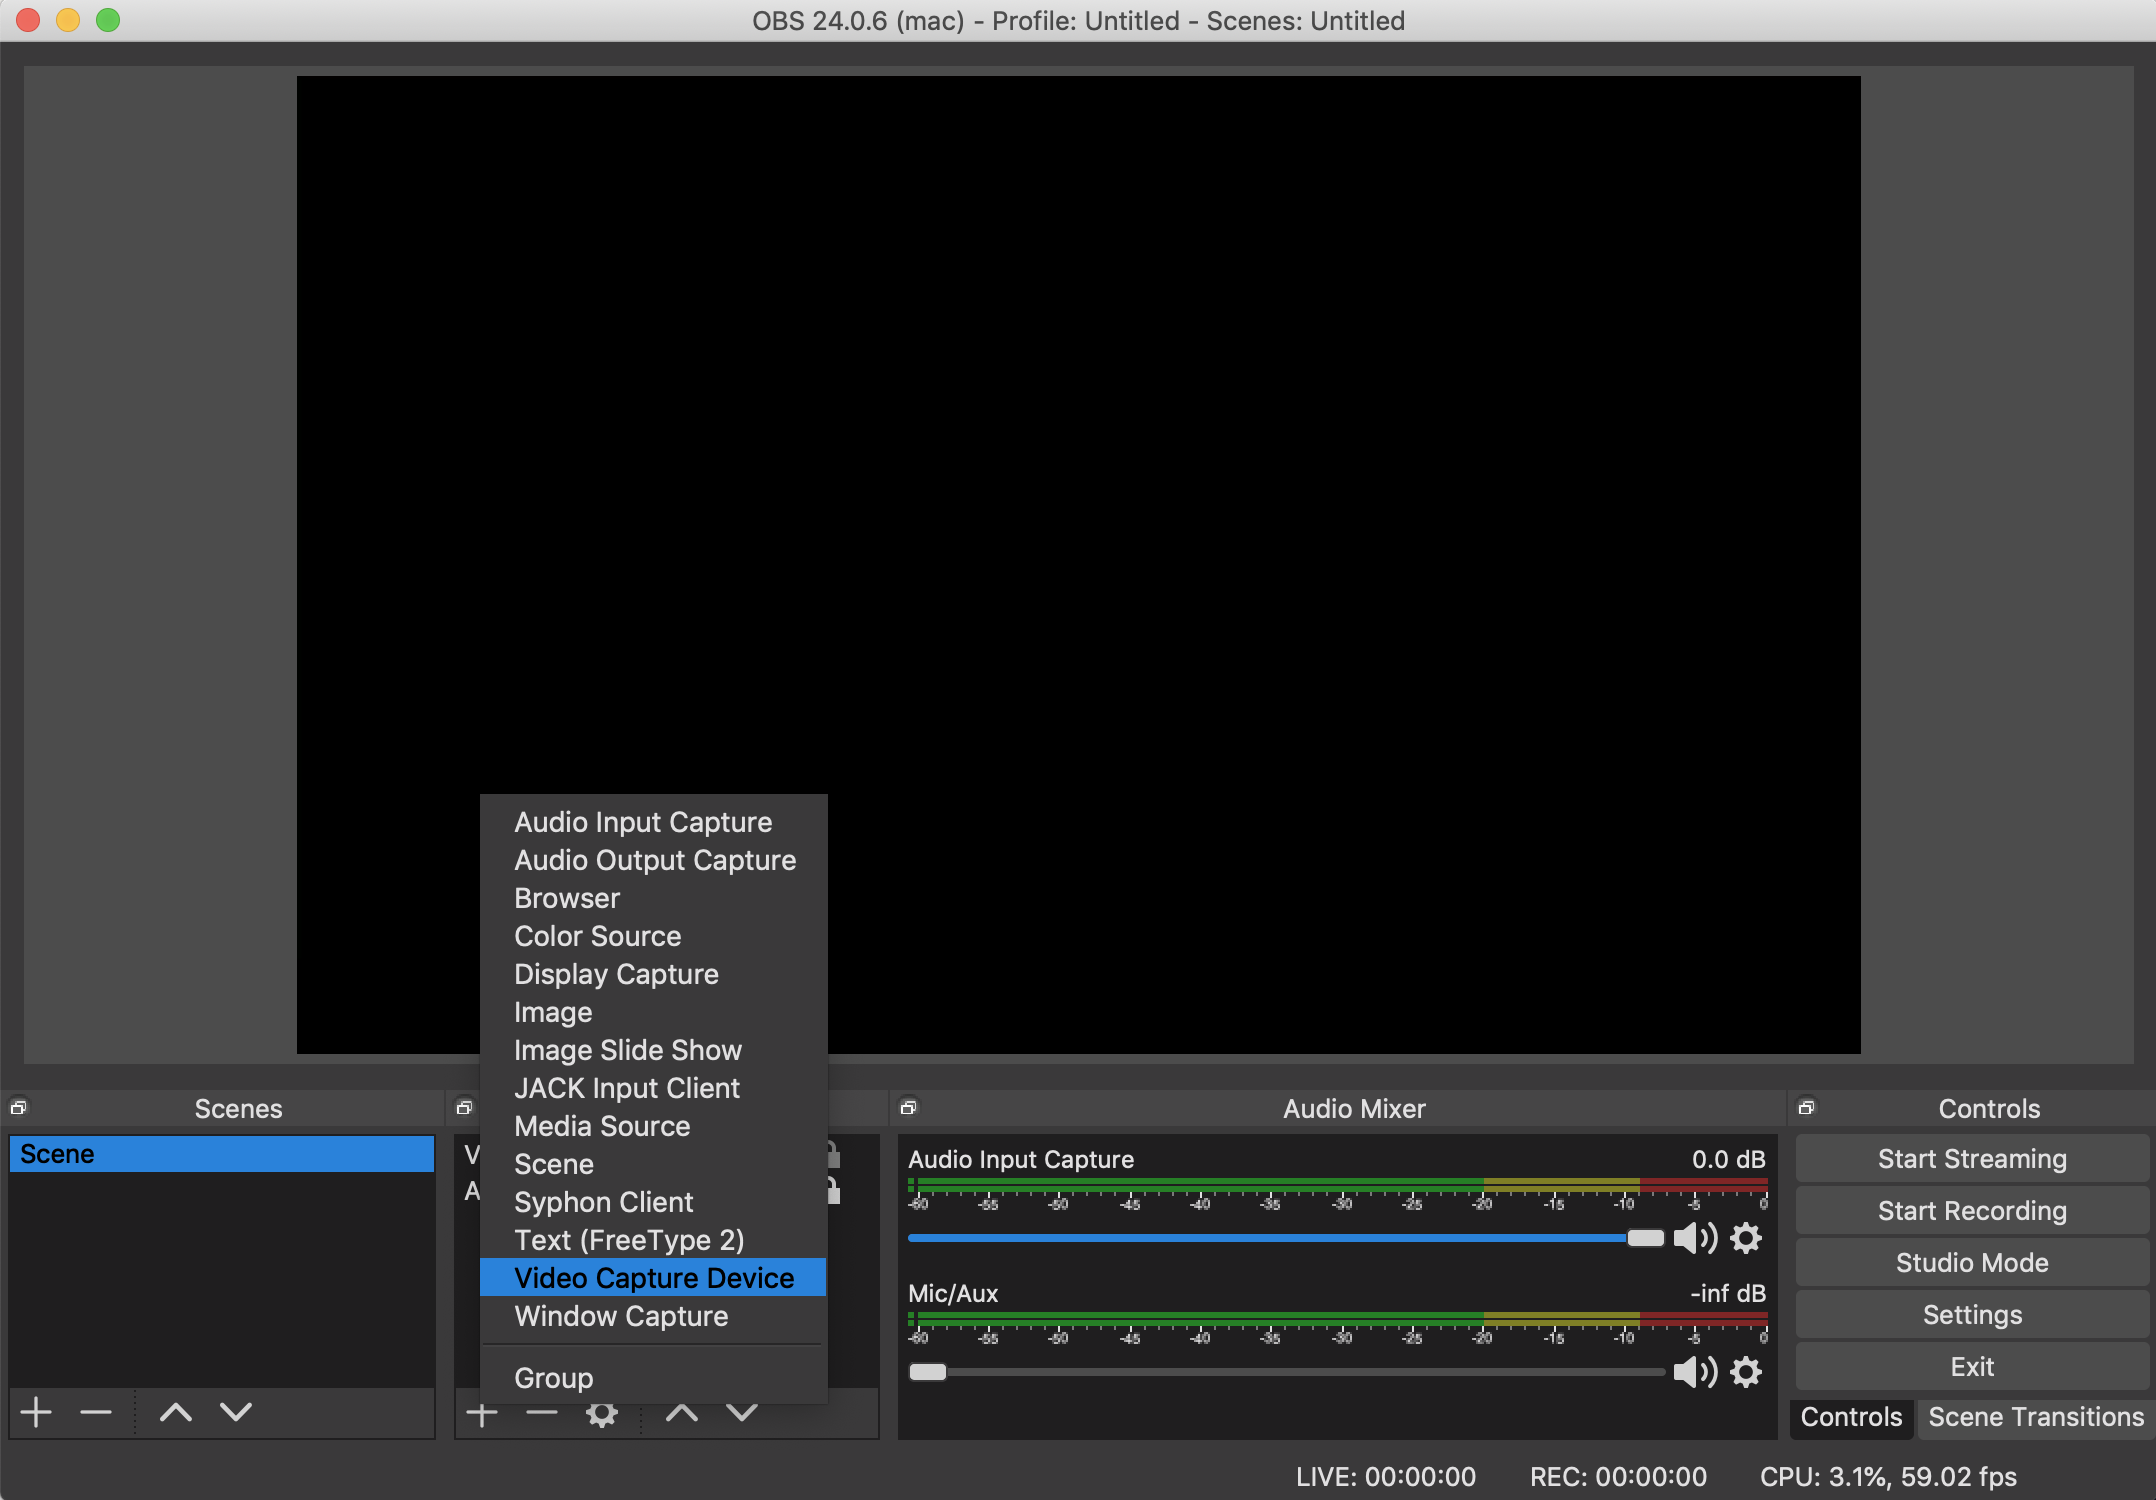 OBS 24.0.6 (mac) - Profile: Untitled - Scenes: Untitled
Audio Input Capture
Audio Output Capture
Browser
Color Source
Display Capture
Image
Image Slide Show
JACK Input Client
Media Source
Scene
Syphon Client
Text (FreeType 2)
Video Capture Device
Window Capture
Group
Scenes
Scene
V
A
Audio Mixer
Audio Input Capture 0.0 dB
-60 -55 -50 -45 -40 -35 -30 -25 -20 -15 -10 -5 0
Mic/Aux -inf dB
-60 -55 -50 -45 -40 -35 -30 -25 -20 -15 -10 -5 0
Controls
Start Streaming
Start Recording
Studio Mode
Settings
Exit
Controls Scene Transitions
LIVE: 00:00:00 REC: 00:00:00 CPU: 3.1%, 59.02 fps